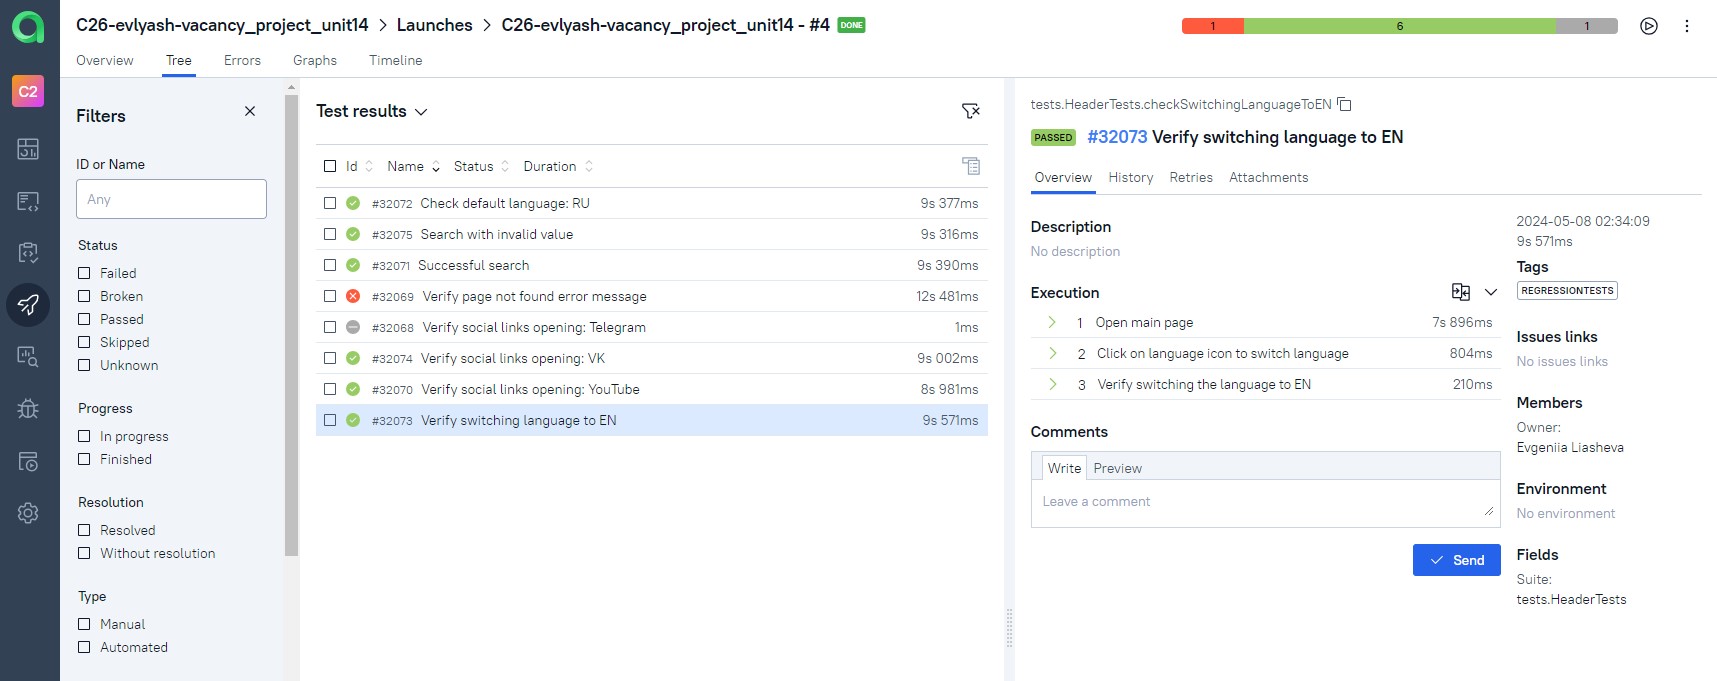 C26-evlyash-vacancy_project_unit14 > Launches > C26-evlyash-vacancy_project_unit14 - #4 DONE
1 6 1
Overview Tree Errors Graphs Timeline
C2
Filters
ID or Name
Any
Status
Failed
Broken
Passed
Skipped
Unknown
Progress
In progress
Finished
Resolution
Resolved
Without resolution
Type
Manual
Automated
Test results
Id Name Status Duration
#32072 Check default language: RU 9s 377ms
#32075 Search with invalid value 9s 316ms
#32071 Successful search 9s 390ms
#32069 Verify page not found error message 12s 481ms
#32068 Verify social links opening: Telegram 1ms
#32074 Verify social links opening: VK 9s 002ms
#32070 Verify social links opening: YouTube 8s 981ms
#32073 Verify switching language to EN 9s 571ms
tests.HeaderTests.checkSwitchingLanguageToEN
PASSED #32073 Verify switching language to EN
Overview History Retries Attachments
Description
No description
Execution
1 Open main page 7s 896ms
2 Click on language icon to switch language 804ms
3 Verify switching the language to EN 210ms
Comments
Write Preview
Leave a comment
Send
2024-05-08 02:34:09
9s 571ms
Tags
REGRESSIONTESTS
Issues links
No issues links
Members
Owner:
Evgeniia Liasheva
Environment
No environment
Fields
Suite:
tests.HeaderTests